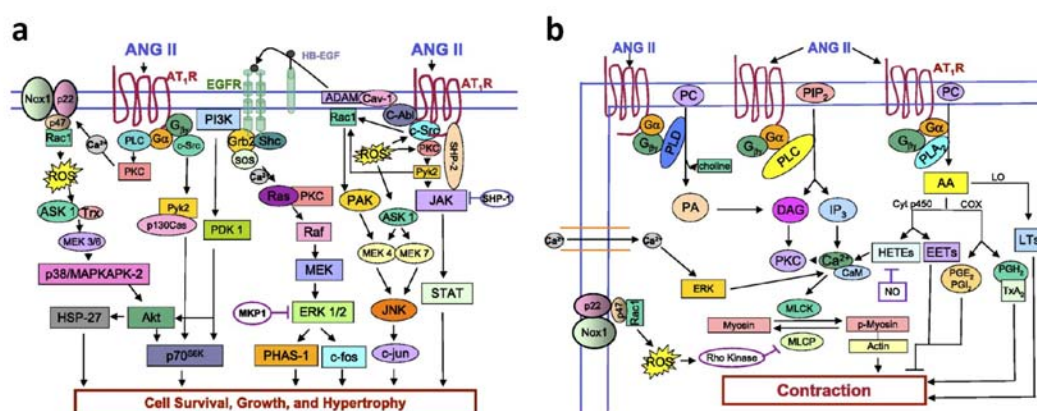 a
ANG II
HB-EGF
EGFR
AT1R
AT1R
Nox1
p22
p47
Rac1
PI3K
ADAM
Cav-1
C-Abl
Rac1
c-Src
PKC
Pyk2
SHP-2
Ca2+
PLC
Gα
c-Src
PKC
Grb2
Shc
sos
Ca2+
ROS
ROS
Ras
PKC
PAK
JAK
SHP-1
ASK 1
Trx
Pyk2
p130Cas
PDK 1
Raf
ASK 1
MEK 3/6
MEK
MEK 4
MEK 7
p38/MAPKAPK-2
STAT
HSP-27
Akt
MKP1
ERK 1/2
JNK
p70S6K
PHAS-1
c-fos
c-jun
Cell Survival, Growth, and Hypertrophy
b
ANG II
ANG II
AT1R
PC
PIP2
PC
Gα
Gβγ
PLD
Gα
Gβγ
PLC
Gα
Gβγ
PLA2
choline
AA
LO
PA
DAG
IP3
Cyt p450
COX
Ca2+
Ca2+
PKC
Ca2+
CaM
HETEs
EETs
LTs
ERK
NO
PGE2
PGI2
PGH2
TxA2
p22
p47
Rac1
Nox1
MLCK
Myosin
p-Myosin
MLCP
Actin
ROS
Rho Kinase
Contraction